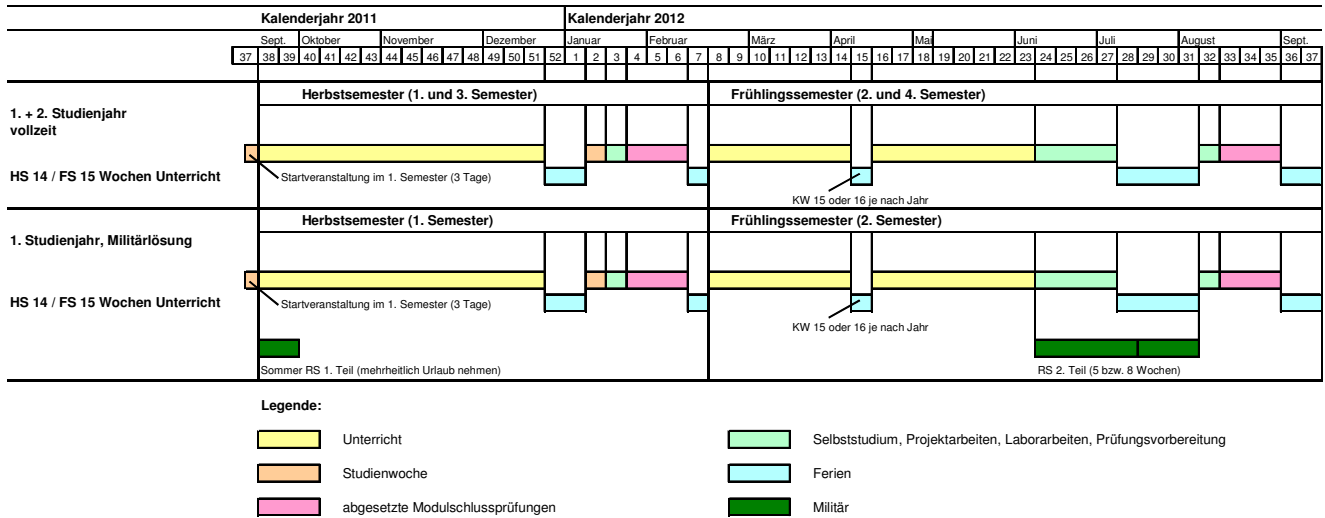 Kalenderjahr 2011 Kalenderjahr 2012
Sept. Oktober November Dezember Januar Februar März April Mai Juni Juli August Sept.
37 38 39 40 41 42 43 44 45 46 47 48 49 50 51 52 1 2 3 4 5 6 7 8 9 10 11 12 13 14 15 16 17 18 19 20 21 22 23 24 25 26 27 28 29 30 31 32 33 34 35 36 37
Herbstsemester (1. und 3. Semester) Frühlingssemester (2. und 4. Semester)
1. + 2. Studienjahr
vollzeit
HS 14 / FS 15 Wochen Unterricht
Startveranstaltung im 1. Semester (3 Tage)
KW 15 oder 16 je nach Jahr
Herbstsemester (1. Semester) Frühlingssemester (2. Semester)
1. Studienjahr, Militärlösung
HS 14 / FS 15 Wochen Unterricht
Startveranstaltung im 1. Semester (3 Tage)
KW 15 oder 16 je nach Jahr
Sommer RS 1. Teil (mehrheitlich Urlaub nehmen) RS 2. Teil (5 bzw. 8 Wochen)
Legende:
Unterricht Selbststudium, Projektarbeiten, Laborarbeiten, Prüfungsvorbereitung
Studienwoche Ferien
abgesetzte Modulschlussprüfungen Militär